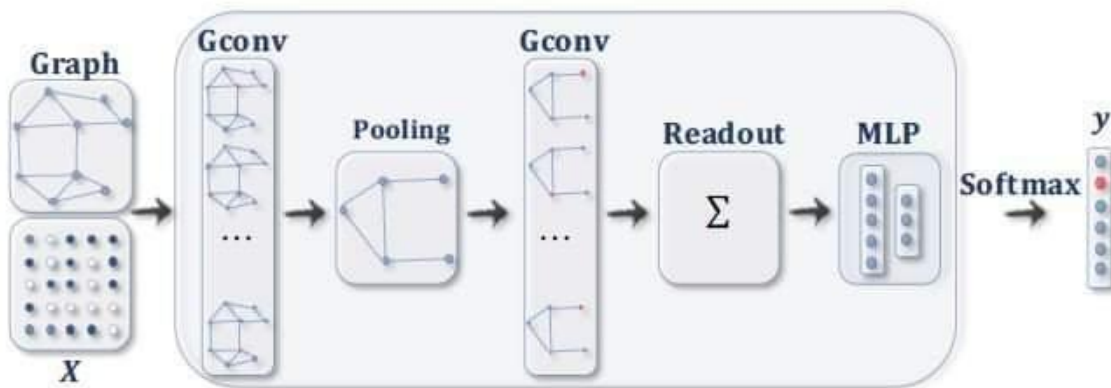 Graph
X
Gconv
...
Pooling
Gconv
...
Readout
Σ
MLP
Softmax
y